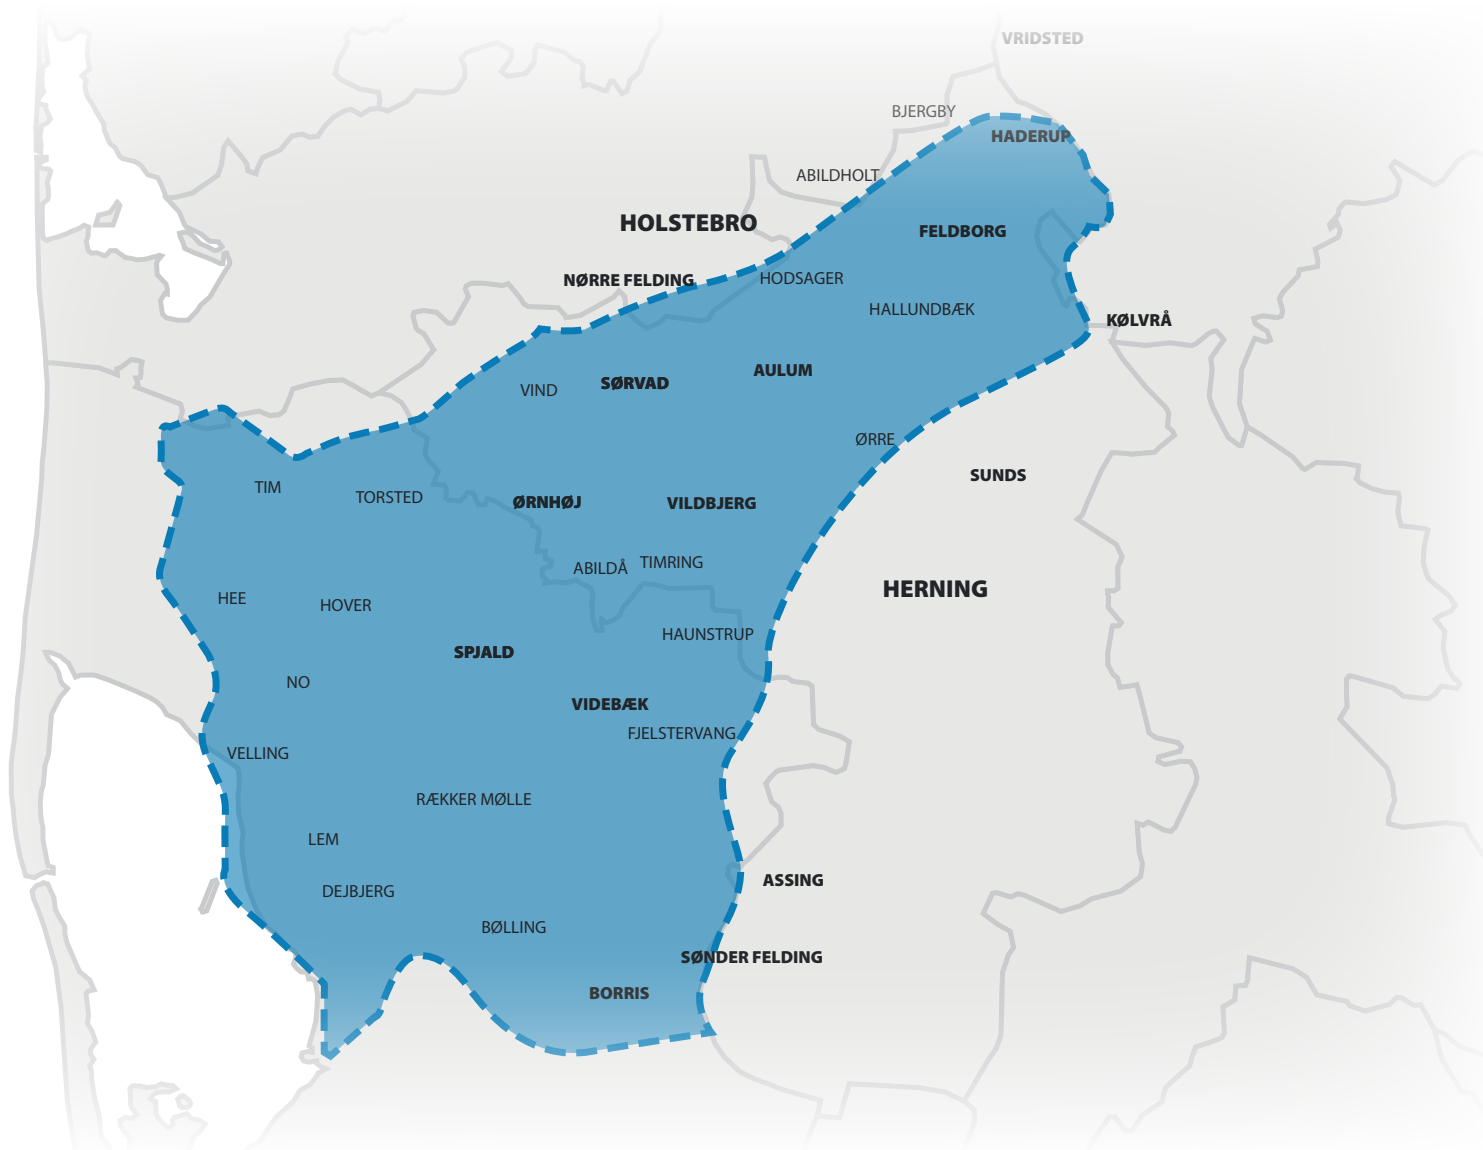 VRIDSTED
BJERGBY
HADERUP
ABILDHOLT
HOLSTEBRO
FELDBORG
NØRRE FELDING
HODSAGER
HALLUNDBÆK
KØLVRÅ
AULUM
SØRVAD
VIND
ØRRE
SUNDS
TIM
TORSTED
ØRNHØJ
VILDBJERG
ABILDÅ
TIMRING
HERNING
HEE
HOVER
HAUNSTRUP
SPJALD
NO
VIDEBÆK
FJELSTERVANG
VELLING
RÆKKER MØLLE
LEM
ASSING
DEJBJERG
BØLLING
SØNDER FELDING
BORRIS